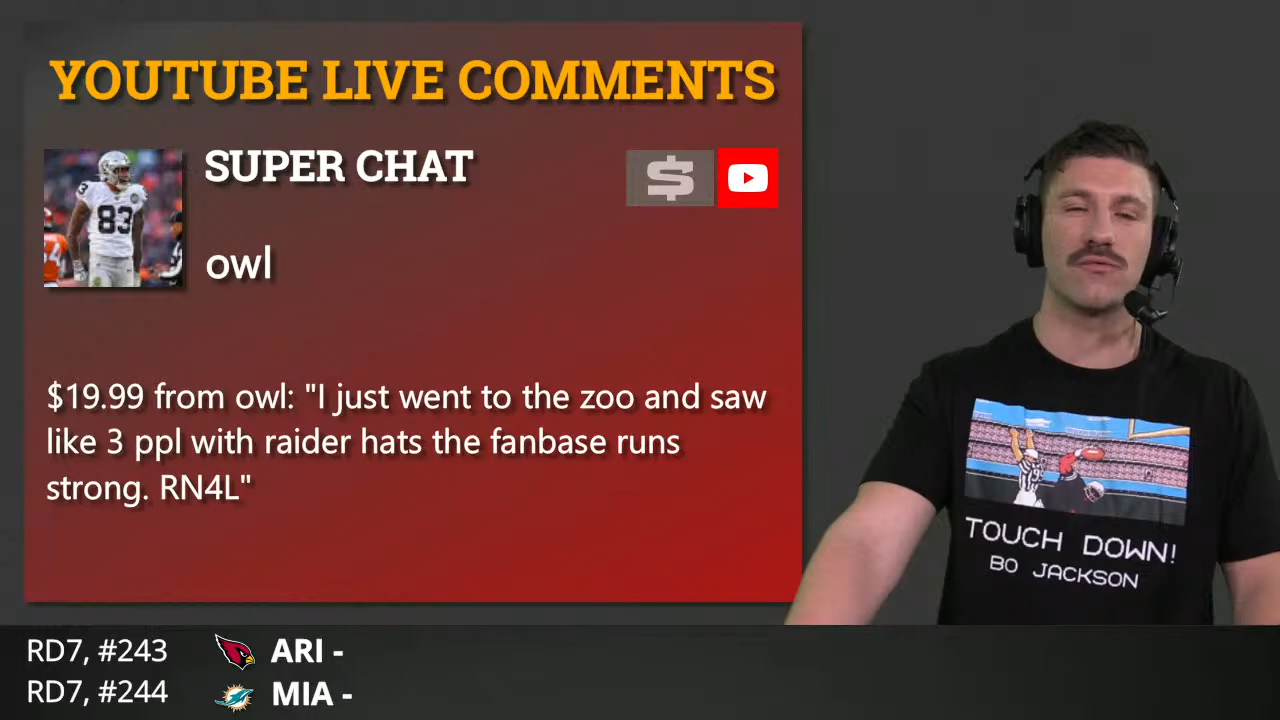 YOUTUBE LIVE COMMENTS
SUPER CHAT
$
83
owl
$19.99 from owl: "I just went to the zoo and saw
like 3 ppl with raider hats the fanbase runs
strong. RN4L"
TOUCH DOWN!
BO JACKSON
RD7, #243 ARI -
RD7, #244 MIA -